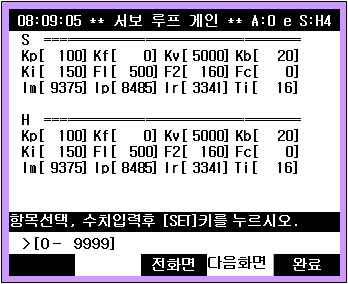 08:09:05 ** 서보 루프 게인 ** A:0 e S:H4
S ==============================
Kp[ 100] Kf[ 0] Kv[5000] Kb[ 20]
Ki[ 150] Fl[ 500] F2[ 160] Fc[ 0]
Im[ 9375] Ip[8485] Ir[ 3341] Ti[ 16]
H ==============================
Kp[ 100] Kf[ 0] Kv[5000] Kb[ 20]
Ki[ 150] Fl[ 500] F2[ 160] Fc[ 0]
Im[ 9375] Ip[8485] Ir[ 3341] Ti[ 16]
항목선택, 수치입력후 [SET]키를 누르시오.
>[0- 9999]
전화면 다음화면 완료